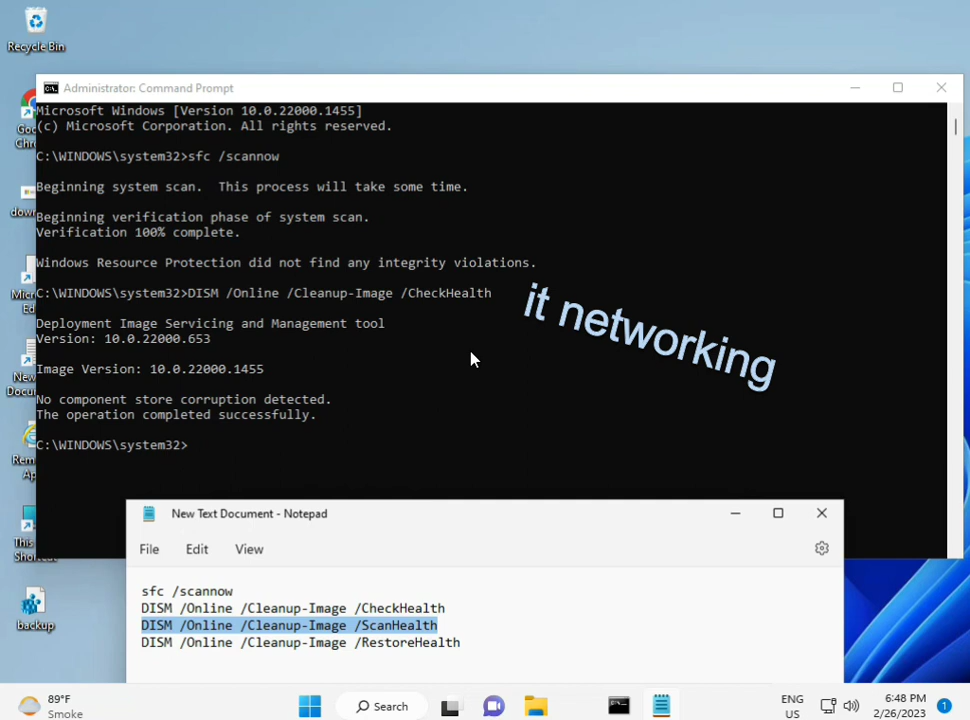 Recycle Bin
Administrator: Command Prompt
Microsoft Windows [Version 10.0.22000.1455]
(c) Microsoft Corporation. All rights reserved.
C:\WINDOWS\system32>sfc /scannow
Beginning system scan.  This process will take some time.
Beginning verification phase of system scan.
Verification 100% complete.
Windows Resource Protection did not find any integrity violations.
C:\WINDOWS\system32>DISM /Online /Cleanup-Image /CheckHealth
Deployment Image Servicing and Management tool
Version: 10.0.22000.653
Image Version: 10.0.22000.1455
No component store corruption detected.
The operation completed successfully.
C:\WINDOWS\system32>
it networking
New Text Document - Notepad
File Edit View
sfc /scannow
DISM /Online /Cleanup-Image /CheckHealth
DISM /Online /Cleanup-Image /ScanHealth
DISM /Online /Cleanup-Image /RestoreHealth
backup
89°F
Smoke
Search
ENG
US
6:48 PM
2/26/2023
1